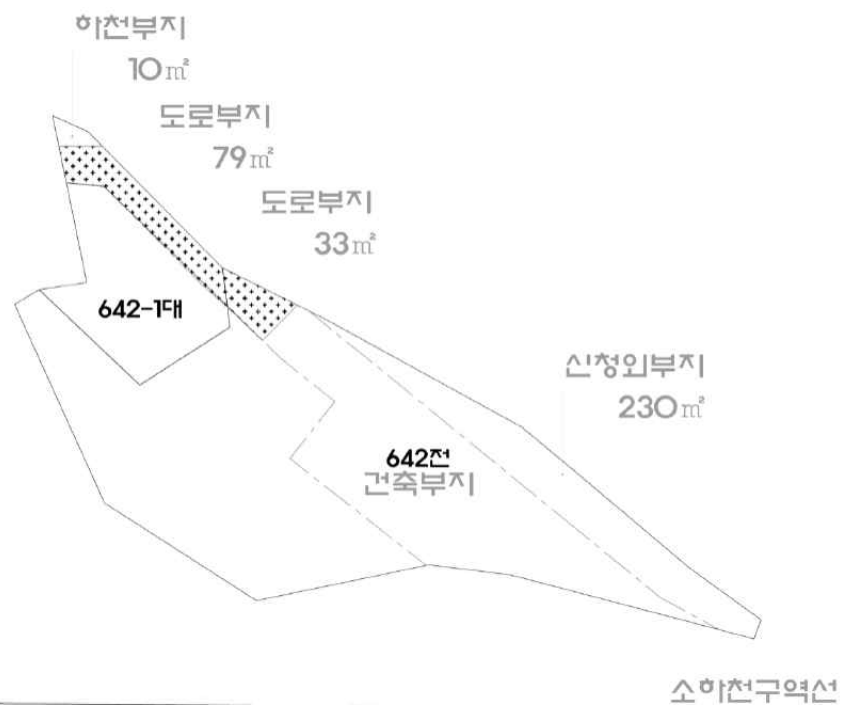 하천부지
10㎡
도로부지
79㎡
도로부지
33㎡
642-1대
신청외부지
230㎡
642전
건축부지
소하천구역선